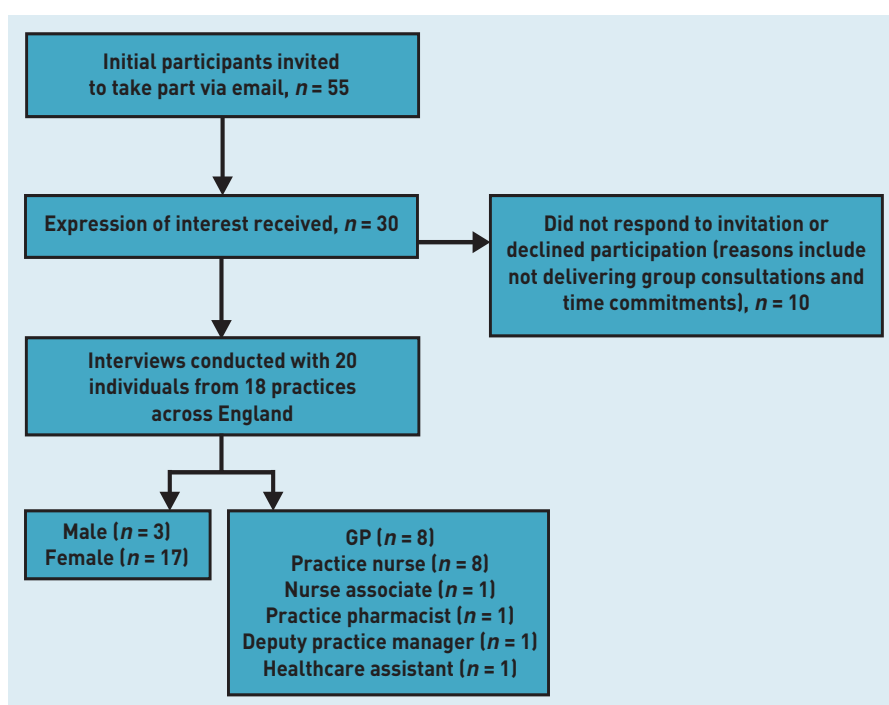 Initial participants invited
to take part via email, n = 55
Expression of interest received, n = 30
Did not respond to invitation or
declined participation (reasons include
not delivering group consultations and
time commitments), n = 10
Interviews conducted with 20
individuals from 18 practices
across England
Male (n = 3)
Female (n = 17)
GP (n = 8)
Practice nurse (n = 8)
Nurse associate (n = 1)
Practice pharmacist (n = 1)
Deputy practice manager (n = 1)
Healthcare assistant (n = 1)